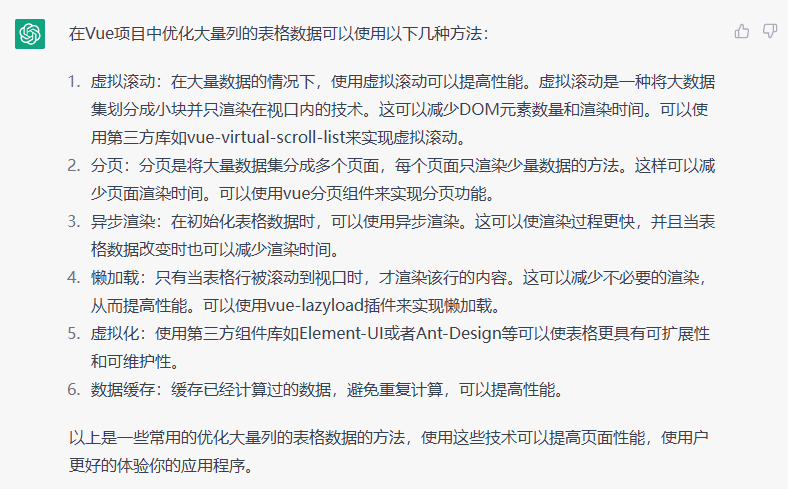 在Vue项目中优化大量列的表格数据可以使用以下几种方法：
1. 虚拟滚动：在大量数据的情况下，使用虚拟滚动可以提高性能。虚拟滚动是一种将大数据
集划分成小块并只渲染在视口内的技术。这可以减少DOM元素数量和渲染时间。可以使
用第三方库如vue-virtual-scroll-list来实现虚拟滚动。
2. 分页：分页是将大量数据集分成多个页面，每个页面只渲染少量数据的方法。这样可以减
少页面渲染时间。可以使用vue分页组件来实现分页功能。
3. 异步渲染：在初始化表格数据时，可以使用异步渲染。这可以使渲染过程更快，并且当表
格数据改变时也可以减少渲染时间。
4. 懒加载：只有当表格行被滚动到视口时，才渲染该行的内容。这可以减少不必要的渲染，
从而提高性能。可以使用vue-lazyload插件来实现懒加载。
5. 虚拟化：使用第三方组件库如Element-UI或者Ant-Design等可以使表格更具有可扩展性
和可维护性。
6. 数据缓存：缓存已经计算过的数据，避免重复计算，可以提高性能。
以上是一些常用的优化大量列的表格数据的方法，使用这些技术可以提高页面性能，使用户
更好的体验你的应用程序。